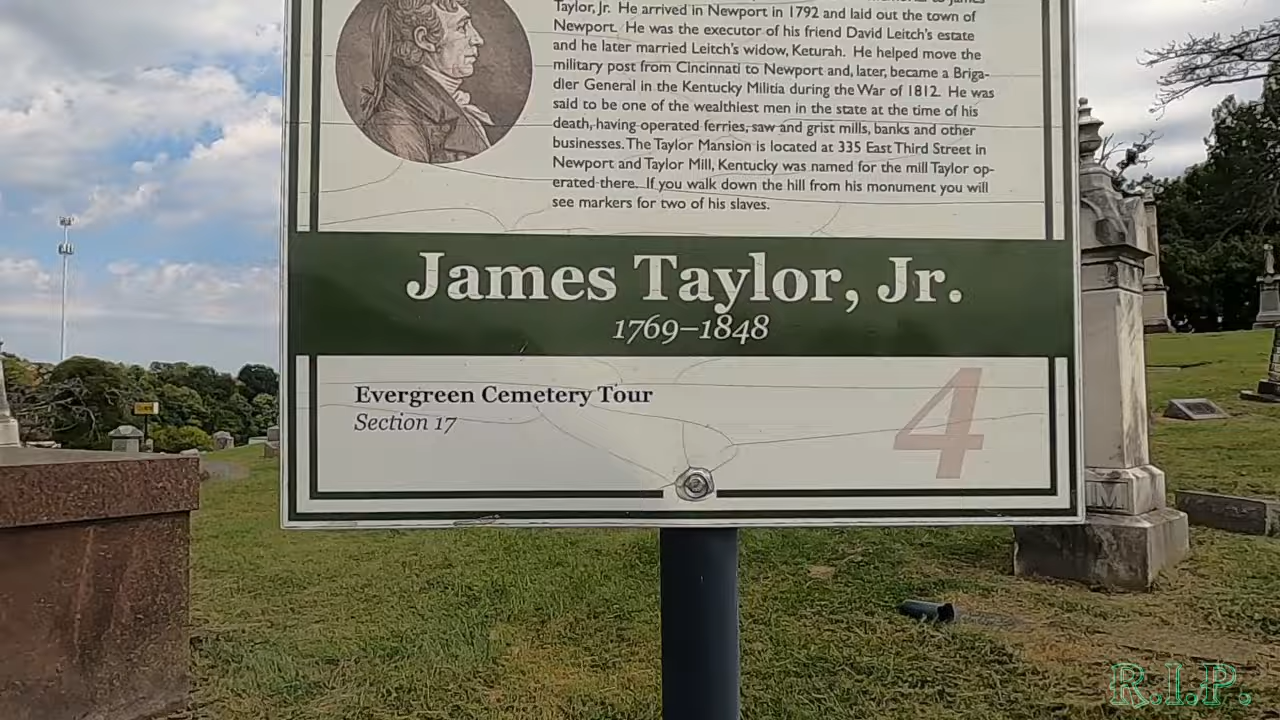 Taylor, Jr. He arrived in Newport in 1792 and laid out the town of
Newport. He was the executor of his friend David Leitch's estate
and he later married Leitch's widow, Keturah. He helped move the
military post from Cincinnati to Newport and, later, became a Briga-
dier General in the Kentucky Militia during the War of 1812. He was
said to be one of the wealthiest men in the state at the time of his
death, having operated ferries, saw and grist mills, banks and other
businesses. The Taylor Mansion is located at 335 East Third Street in
Newport and Taylor Mill, Kentucky was named for the mill Taylor op-
erated there. If you walk down the hill from his monument you will
see markers for two of his slaves.
James Taylor, Jr.
1769–1848
Evergreen Cemetery Tour
Section 17
4
M
R.I.P.